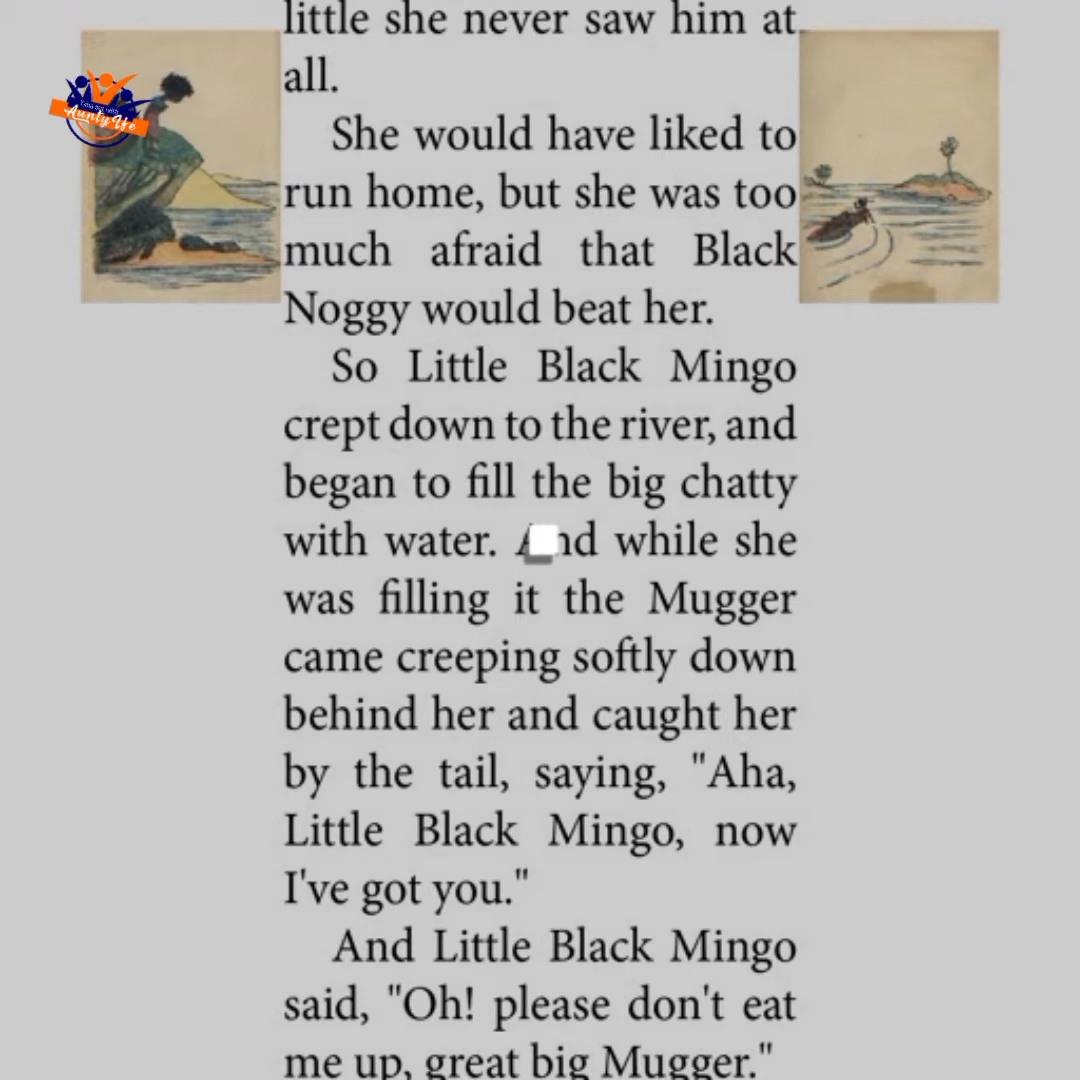 little she never saw him at
all.
She would have liked to
run home, but she was too
much afraid that Black
Noggy would beat her.
So Little Black Mingo
crept down to the river, and
began to fill the big chatty
with water. And while she
was filling it the Mugger
came creeping softly down
behind her and caught her
by the tail, saying, "Aha,
Little Black Mingo, now
I've got you."
And Little Black Mingo
said, "Oh! please don't eat
me up, great big Mugger."
Aunty Ife